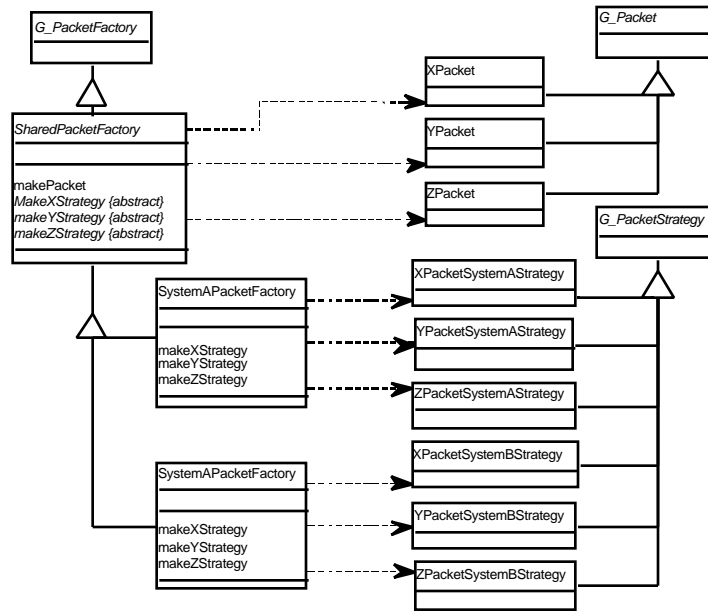 G_PacketFactory
G_Packet
XPacket
SharedPacketFactory
YPacket
makePacket
MakeXStrategy {abstract}
makeYStrategy {abstract}
makeZStrategy {abstract}
ZPacket
G_PacketStrategy
SystemAPacketFactory
makeXStrategy
makeYStrategy
makeZStrategy
XPacketSystemAStrategy
YPacketSystemAStrategy
ZPacketSystemAStrategy
SystemAPacketFactory
makeXStrategy
makeYStrategy
makeZStrategy
XPacketSystemBStrategy
YPacketSystemBStrategy
ZPacketSystemBStrategy